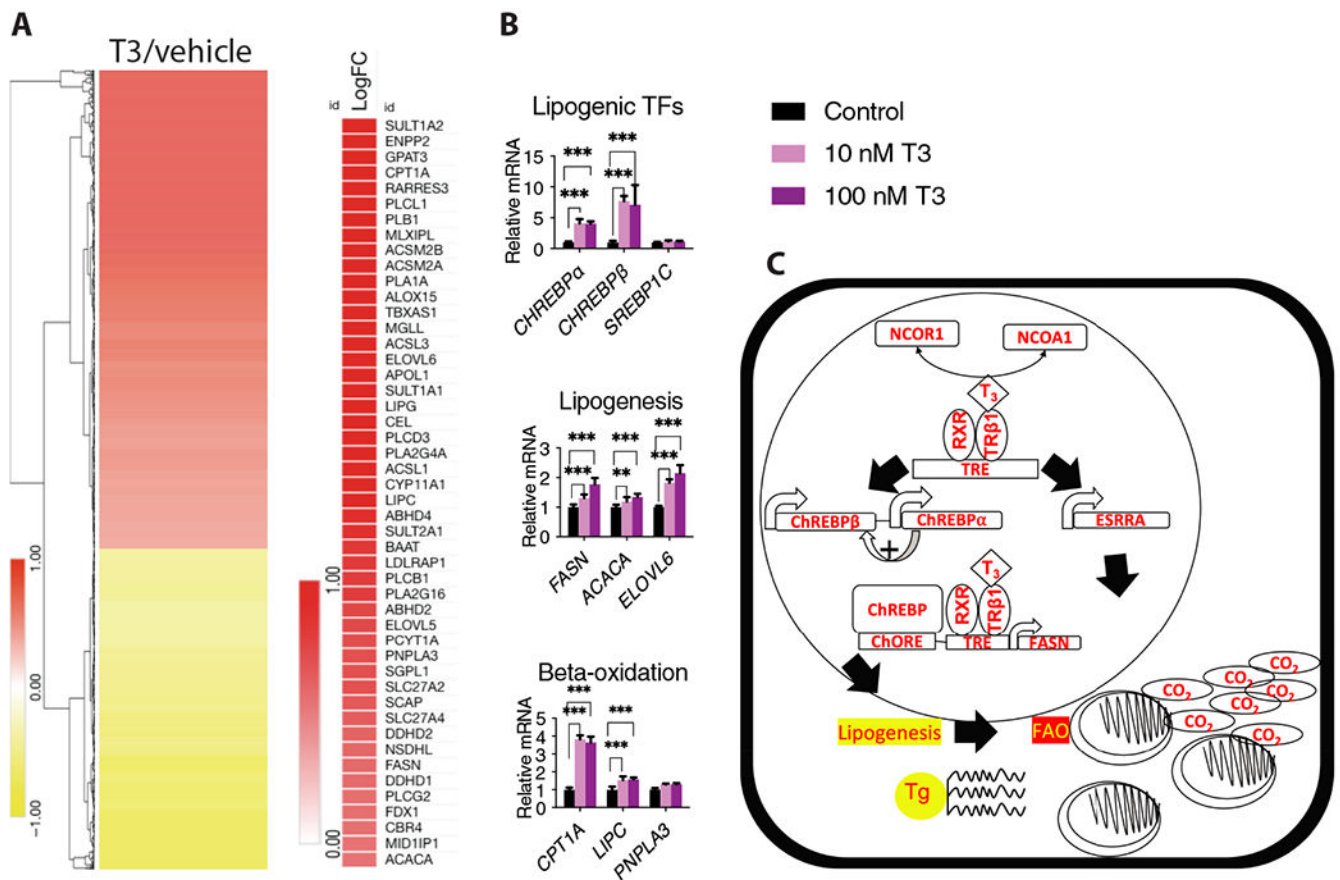 A
T3/vehicle
1.00
0.00
−1.00
id
LogFC
id
1.00
0.00
SULT1A2
ENPP2
GPAT3
CPT1A
RARRES3
PLCL1
PLB1
MLXIPL
ACSM2B
ACSM2A
PLA1A
ALOX15
TBXAS1
MGLL
ACSL3
ELOVL6
APOL1
SULT1A1
LIPG
CEL
PLCD3
PLA2G4A
ACSL1
CYP11A1
LIPC
ABHD4
SULT2A1
BAAT
LDLRAP1
PLCB1
PLA2G16
ABHD2
ELOVL5
PCYT1A
PNPLA3
SGPL1
SLC27A2
SCAP
SLC27A4
DDHD2
NSDHL
FASN
DDHD1
PLCG2
FDX1
CBR4
MID1IP1
ACACA
B
Lipogenic TFs
Relative mRNA
15
10
5
0
***
***
***
***
CHREBPα
CHREBPβ
SREBP1C
Lipogenesis
Relative mRNA
3
2
1
0
***
***
***
**
***
***
FASN
ACACA
ELOVL6
Beta-oxidation
Relative mRNA
5
4
3
2
1
0
***
***
***
***
CPT1A
LIPC
PNPLA3
Control
10 nM T3
100 nM T3
C
NCOR1
NCOA1
T3
RXR
TRβ1
TRE
ChREBPβ
ChREBPα
ESRRA
+
T3
ChREBP
RXR
TRβ1
ChORE
TRE
FASN
Lipogenesis
FAO
CO2
CO2
CO2
CO2
CO2
CO2
CO2
Tg